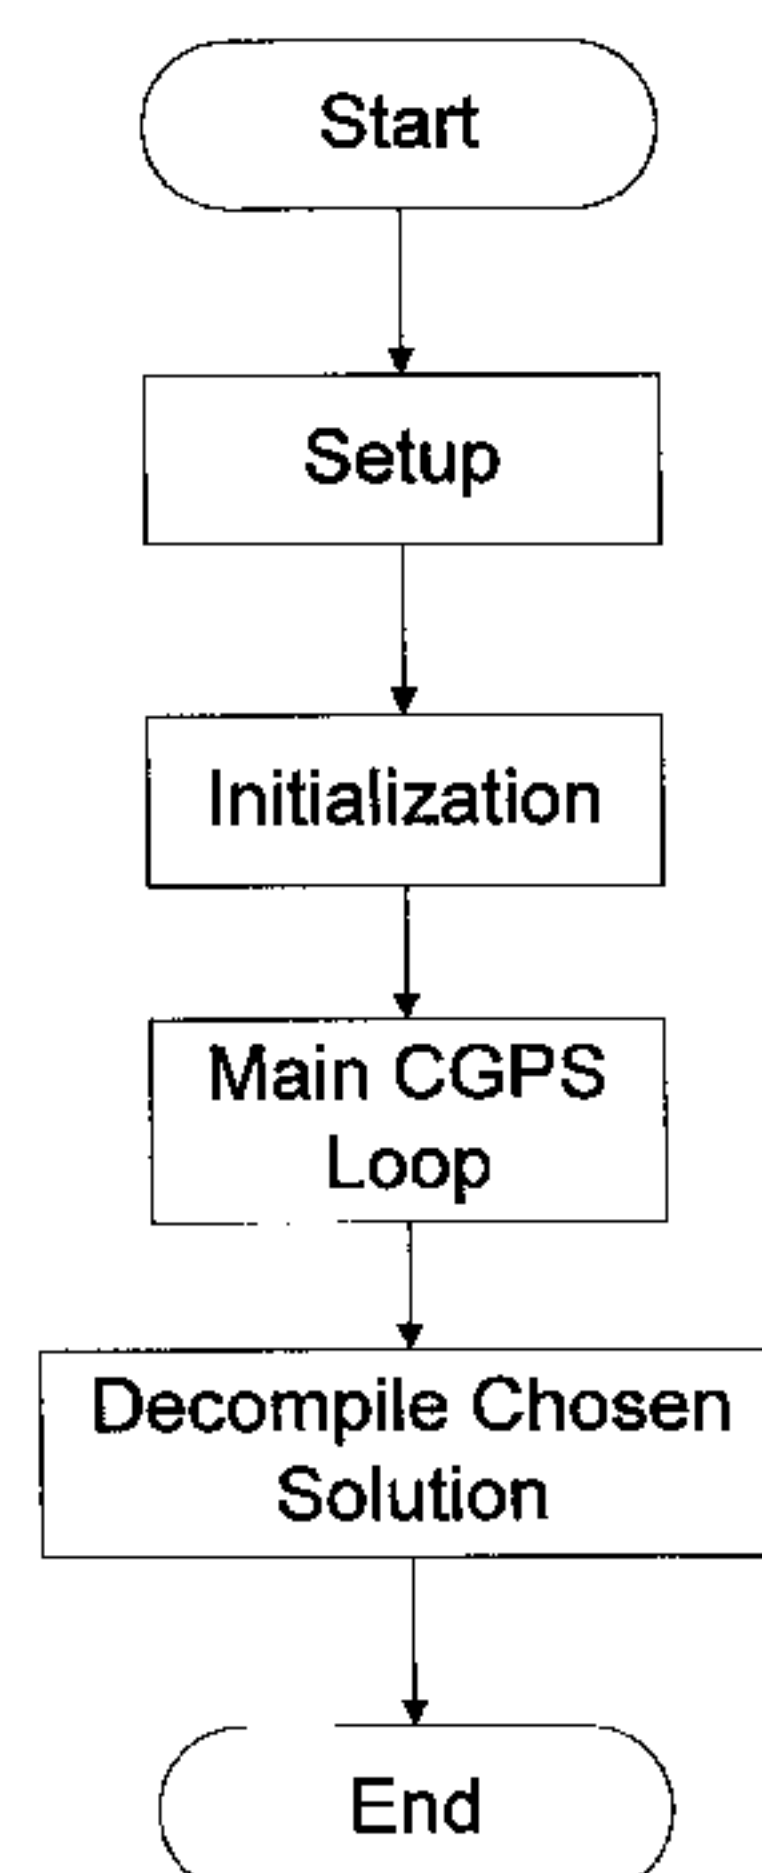 Start
Setup
Initialization
Main CGPS
Loop
Decompile Chosen
Solution
End